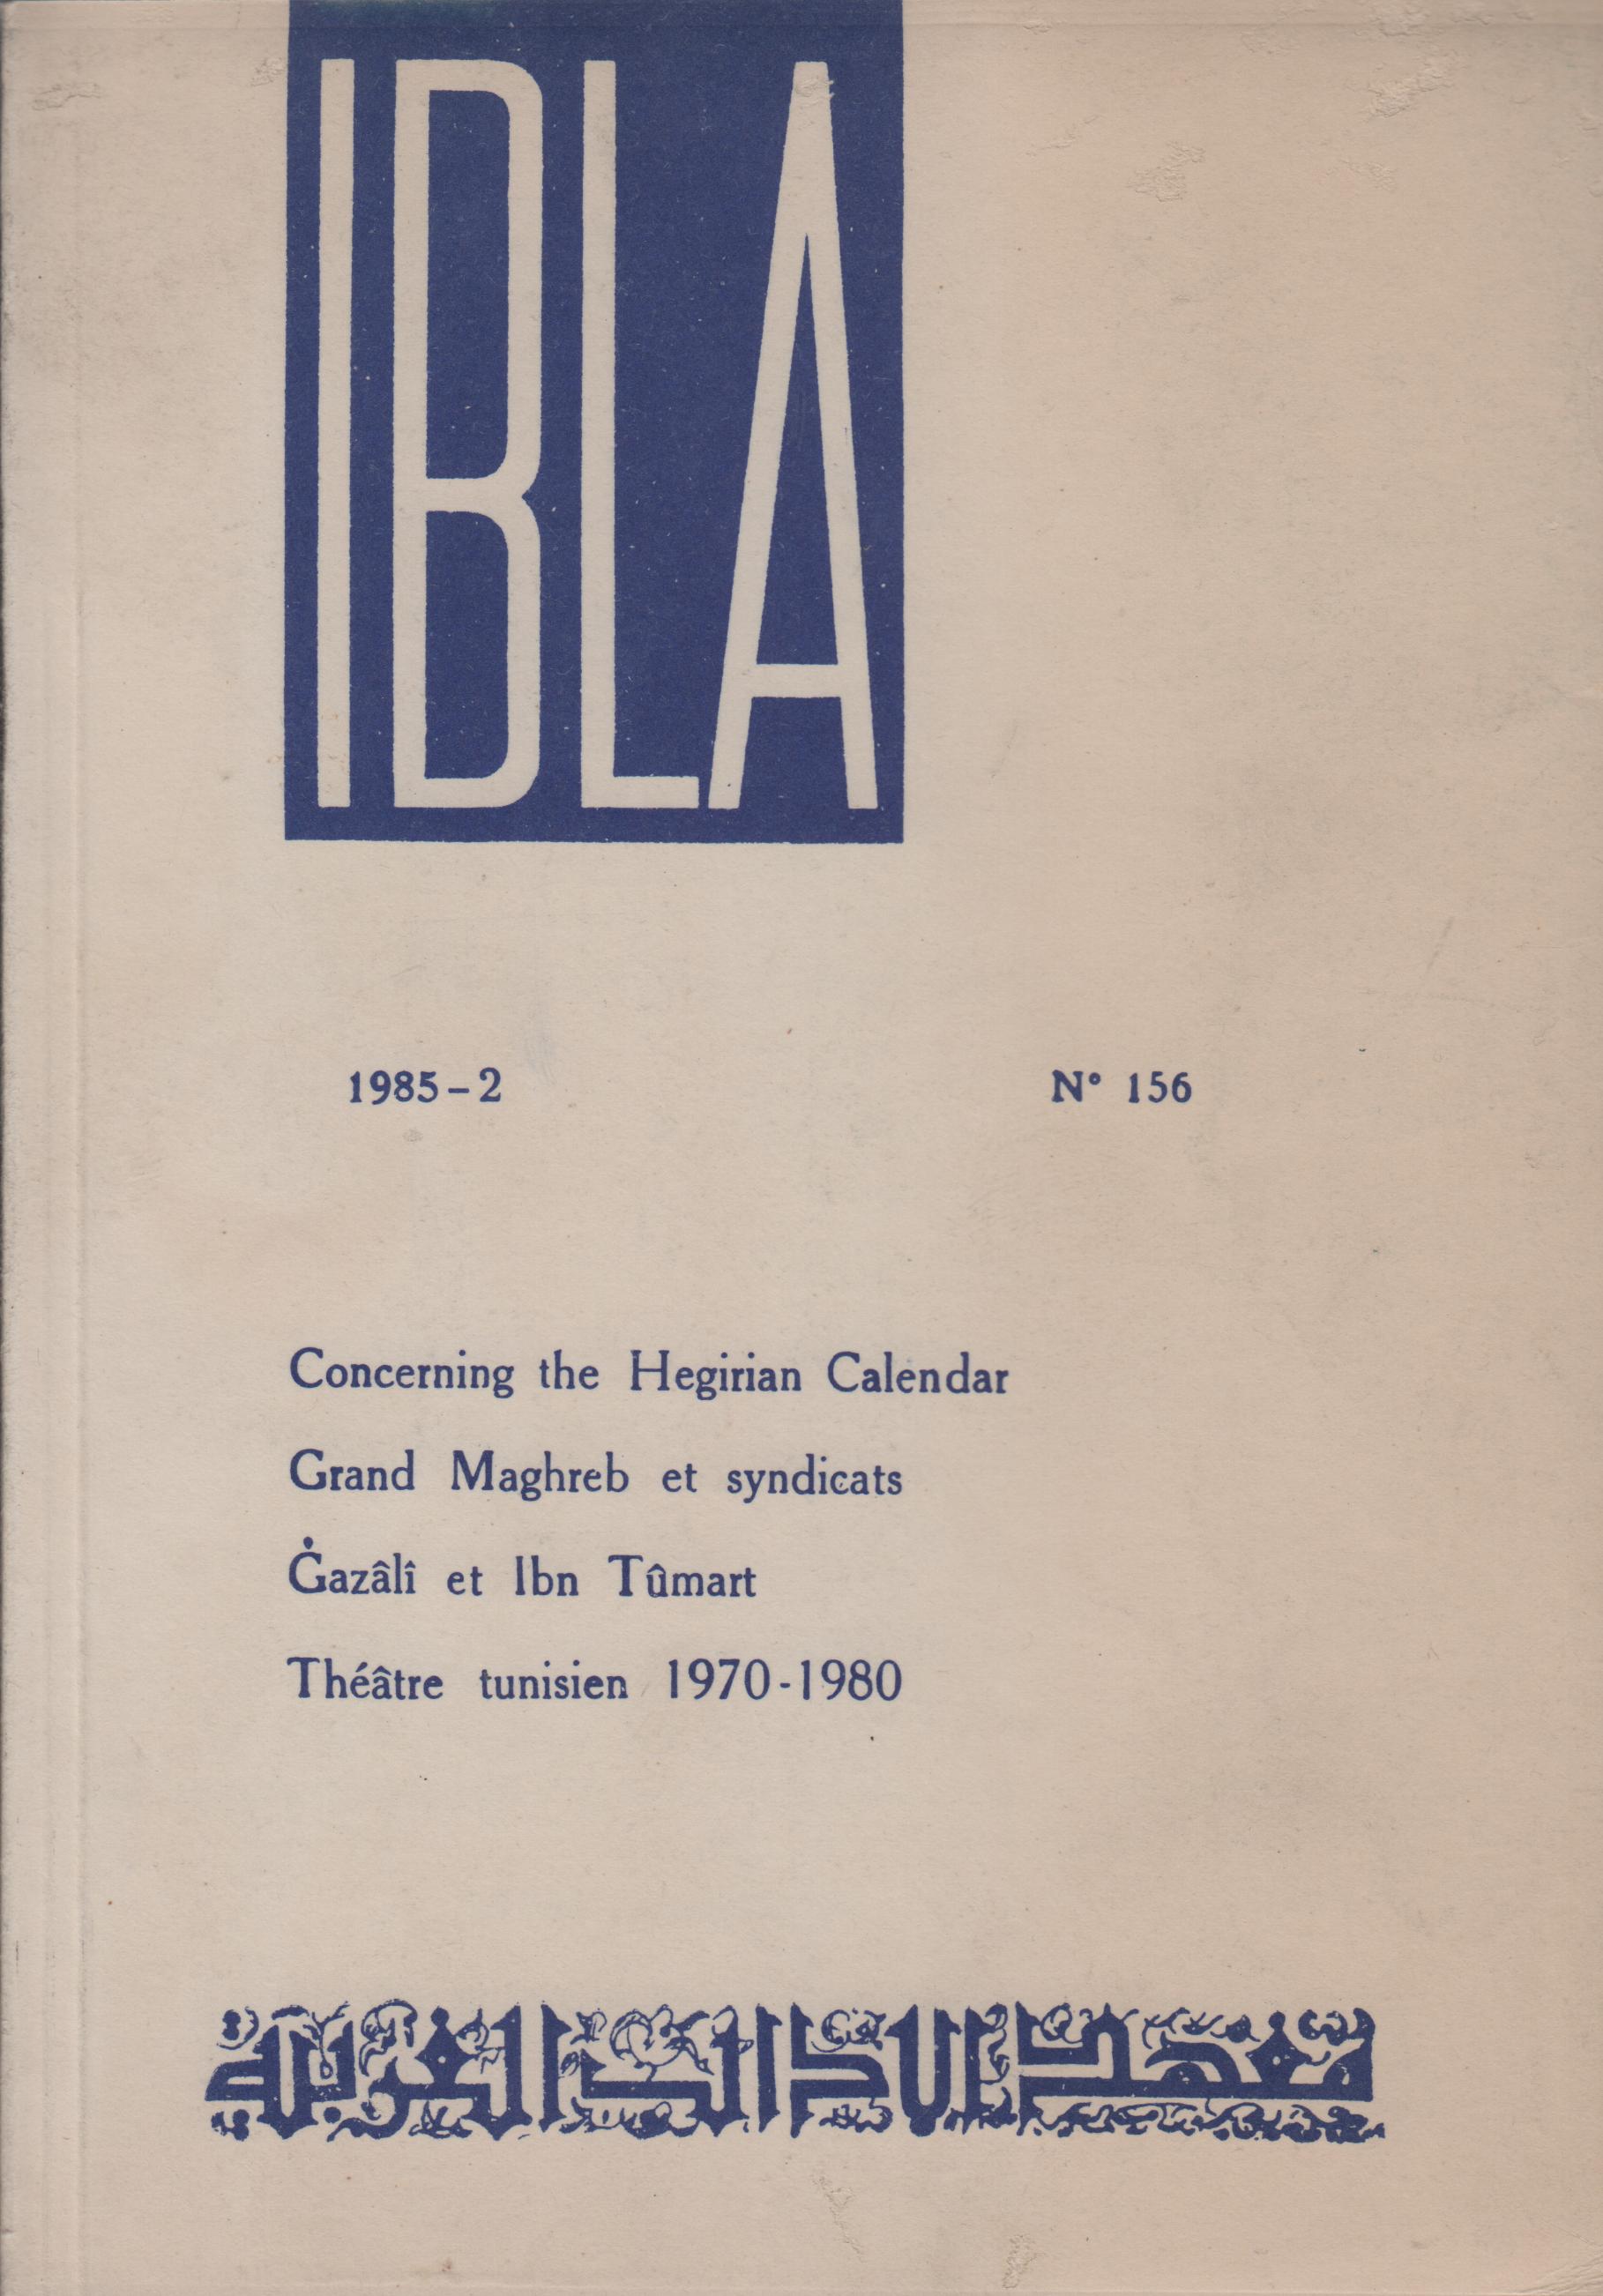 IBLA
1985-2 N° 156
Concerning the Hegirian Calendar
Grand Maghreb et syndicats
Ġazâlî et Ibn Tûmart
Théâtre tunisien 1970-1980
معهد الآداب العربية